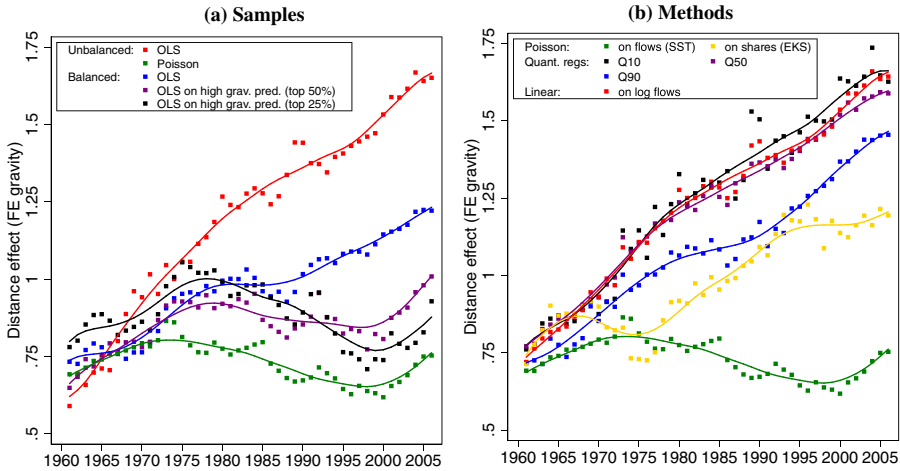 (a) Samples
Unbalanced: OLS
Poisson
Balanced: OLS
OLS on high grav. pred. (top 50%)
OLS on high grav. pred. (top 25%)
Distance effect (FE gravity)
1.75
1.5
1.25
1
.75
.5
1960 1965 1970 1975 1980 1985 1990 1995 2000 2005
(b) Methods
Poisson: on flows (SST) on shares (EKS)
Quant. regs: Q10 Q50
Q90
Linear: on log flows
Distance effect (FE gravity)
1.75
1.5
1.25
1
.75
.5
1960 1965 1970 1975 1980 1985 1990 1995 2000 2005